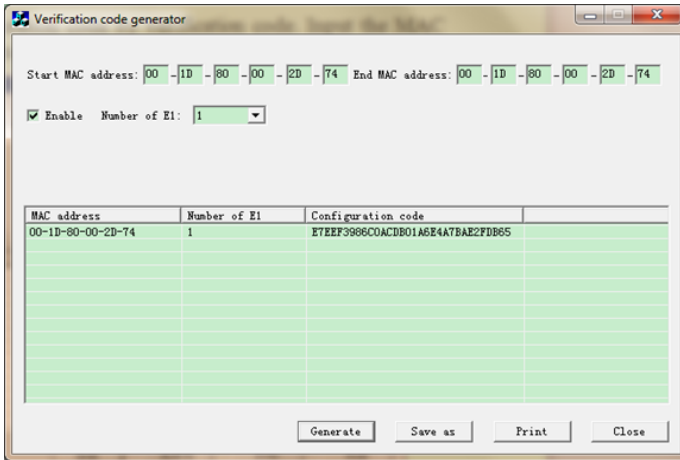 Verification code generator
Start MAC address: 00 - 1D - 80 - 00 - 2D - 74 End MAC address: 00 - 1D - 80 - 00 - 2D - 74
Enable Number of E1: 1
MAC address Number of E1 Configuration code
00-1D-80-00-2D-74 1 E7EEF3986C0ACDB01A6E4A7BAE2FDB65
Generate Save as Print Close